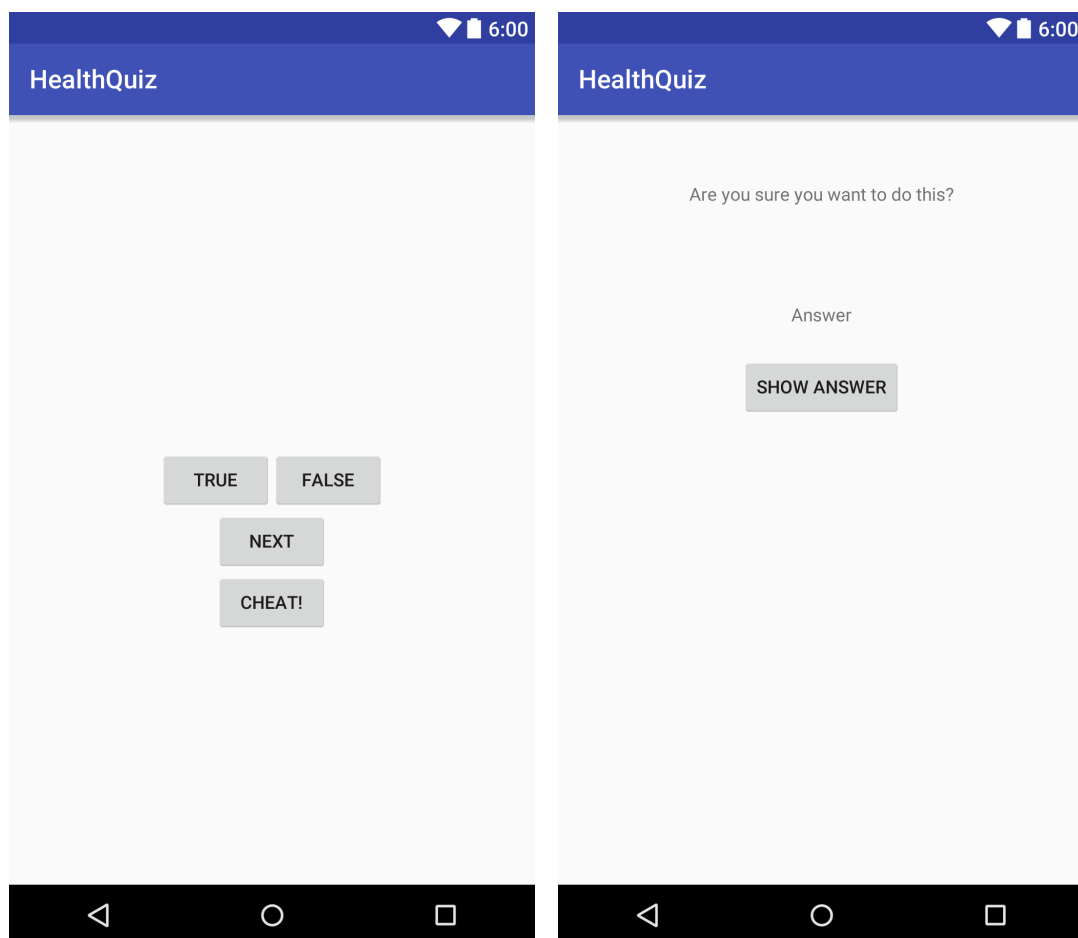 6:00
HealthQuiz
TRUE FALSE
NEXT
CHEAT!
6:00
HealthQuiz
Are you sure you want to do this?
Answer
SHOW ANSWER